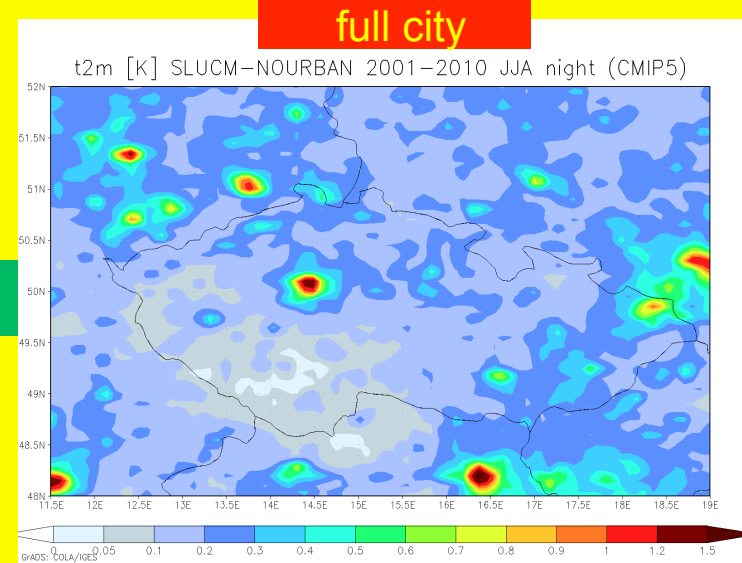 full city
t2m [K] SLUCM-NOURBAN 2001-2010 JJA night (CMIP5)
52N
51.5N
51N
50.5N
50N
49.5N
49N
48.5N
48N
11.5E 12E 12.5E 13E 13.5E 14E 14.5E 15E 15.5E 16E 16.5E 17E 17.5E 18E 18.5E 19E
0 0.05 0.1 0.2 0.3 0.4 0.5 0.6 0.8 0.9 1 1.2 1.5
GrADS: COLA/IGES